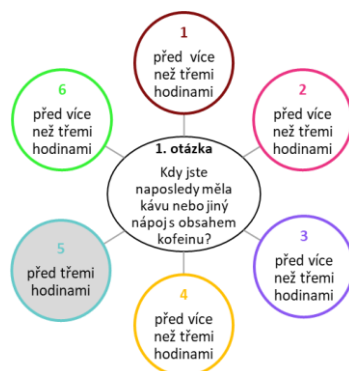 1
před více
než třemi
hodinami
2
před více
než třemi
hodinami
3
před více
než třemi
hodinami
4
před více
než třemi
hodinami
5
před třemi
hodinami
6
před více
než třemi
hodinami
1. otázka
Kdy jste
naposledy měla
kávu nebo jiný
nápoj s obsahem
kofeinu?